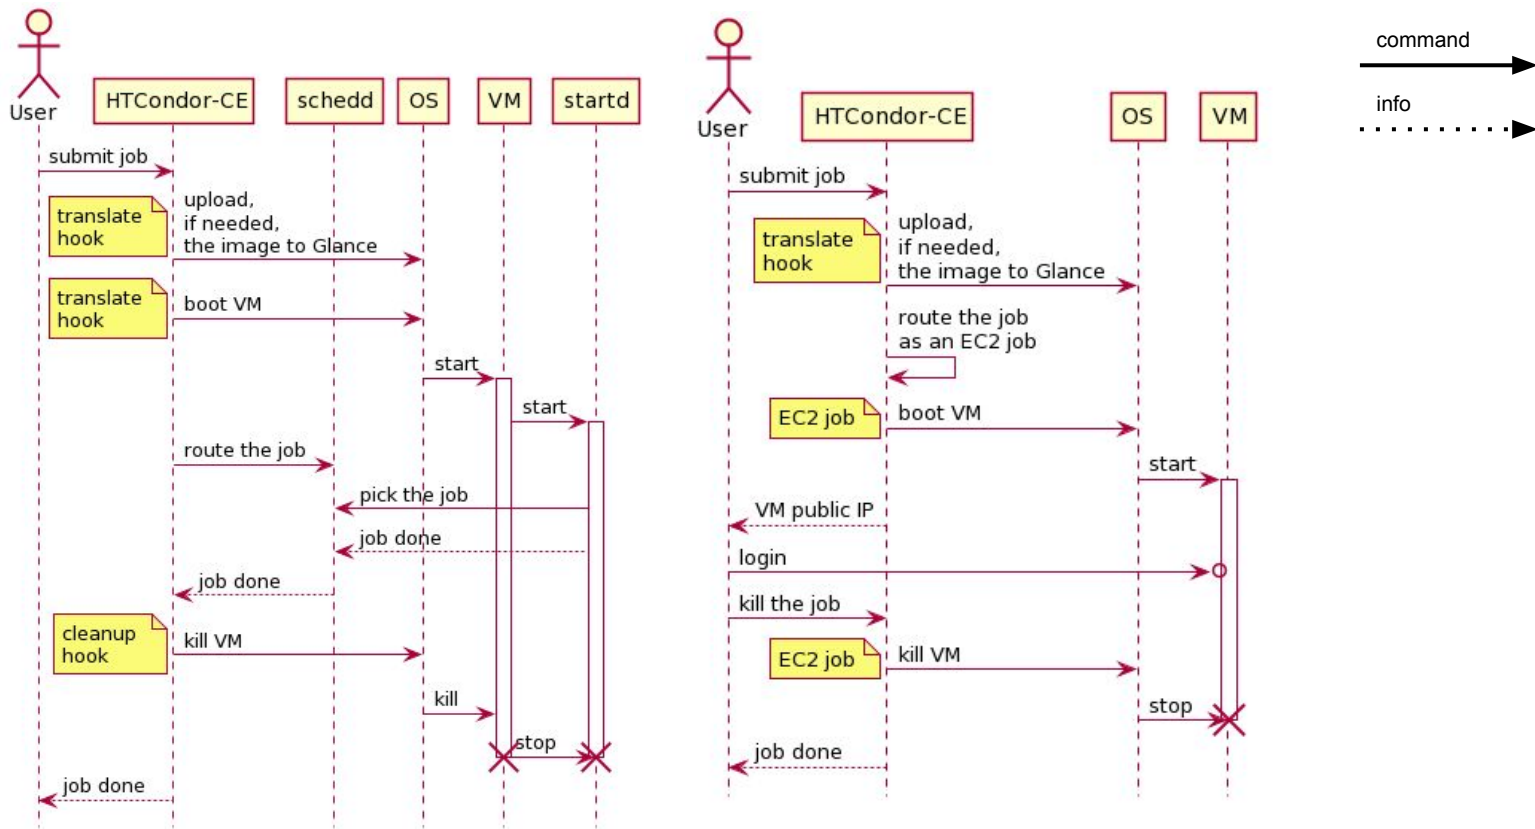 User
HTCondor-CE
schedd
OS
VM
startd
submit job
translate
hook
upload,
if needed,
the image to Glance
translate
hook
boot VM
start
start
route the job
pick the job
job done
job done
cleanup
hook
kill VM
kill
stop
job done
User
HTCondor-CE
OS
VM
submit job
translate
hook
upload,
if needed,
the image to Glance
route the job
as an EC2 job
EC2 job
boot VM
start
VM public IP
login
kill the job
EC2 job
kill VM
stop
job done
command
info